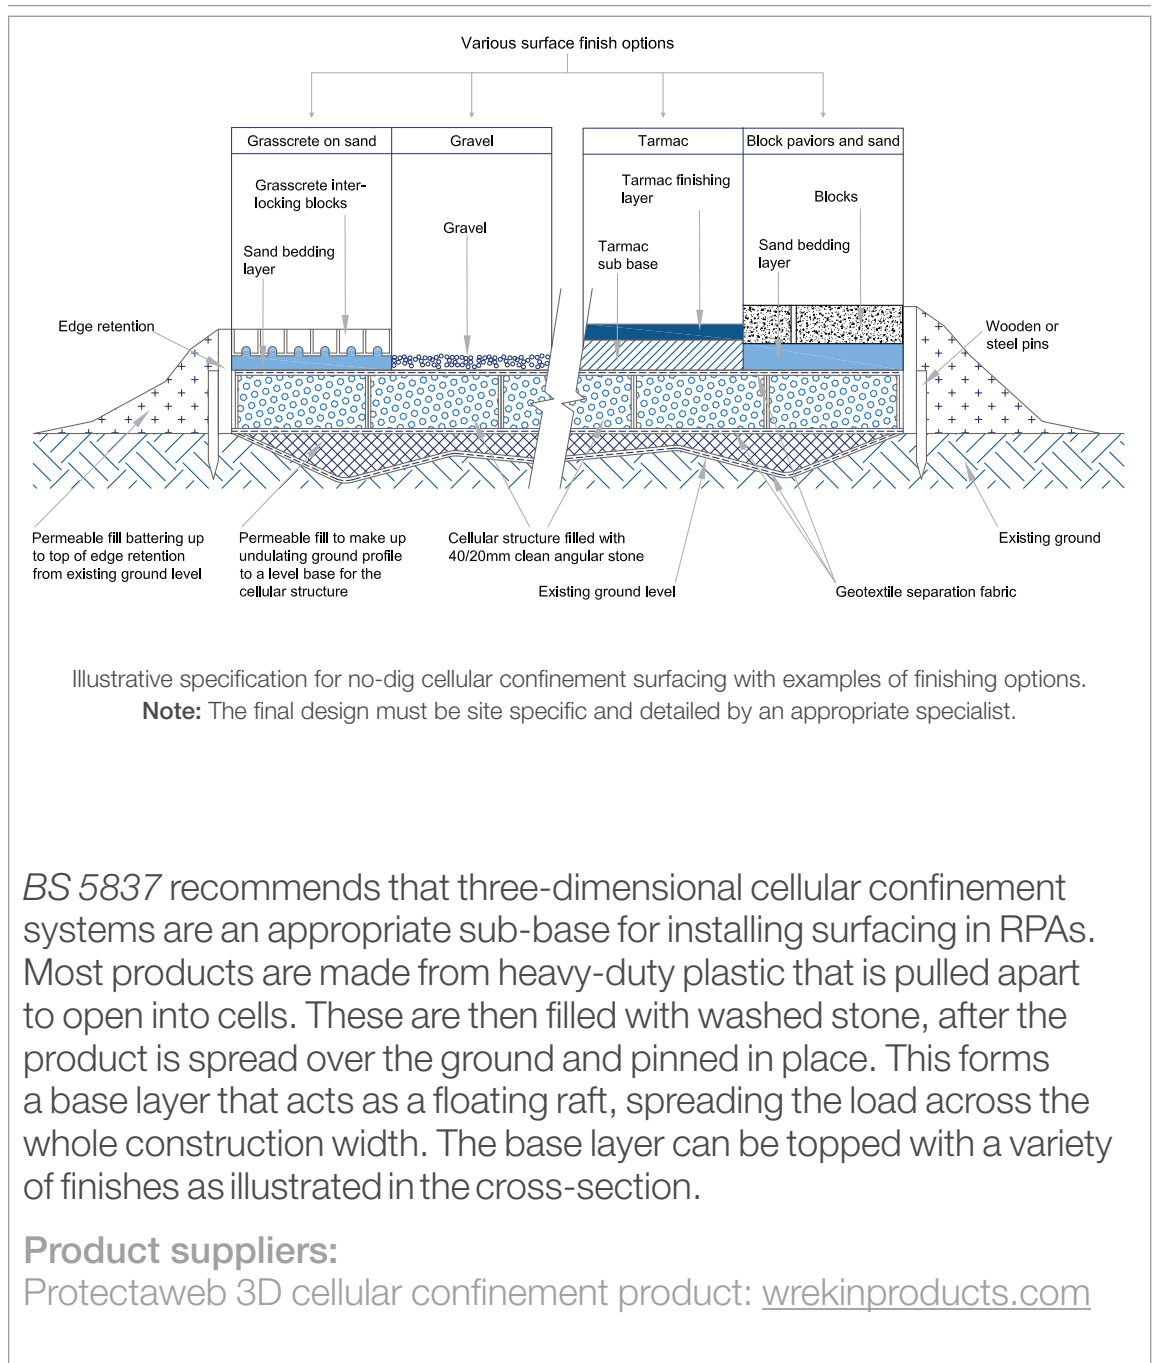 Various surface finish options
Grasscrete on sand
Gravel
Tarmac
Block paviors and sand
Grasscrete inter-
locking blocks
Sand bedding
layer
Gravel
Tarmac finishing
layer
Tarmac
sub base
Blocks
Sand bedding
layer
Edge retention
Wooden or
steel pins
Permeable fill battering up
to top of edge retention
from existing ground level
Permeable fill to make up
undulating ground profile
to a level base for the
cellular structure
Cellular structure filled with
40/20mm clean angular stone
Existing ground level
Geotextile separation fabric
Existing ground
Illustrative specification for no-dig cellular confinement surfacing with examples of finishing options.
Note: The final design must be site specific and detailed by an appropriate specialist.
BS 5837 recommends that three-dimensional cellular confinement
systems are an appropriate sub-base for installing surfacing in RPAs.
Most products are made from heavy-duty plastic that is pulled apart
to open into cells. These are then filled with washed stone, after the
product is spread over the ground and pinned in place. This forms
a base layer that acts as a floating raft, spreading the load across the
whole construction width. The base layer can be topped with a variety
of finishes as illustrated in the cross-section.
Product suppliers:
Protectaweb 3D cellular confinement product: wrekinproducts.com